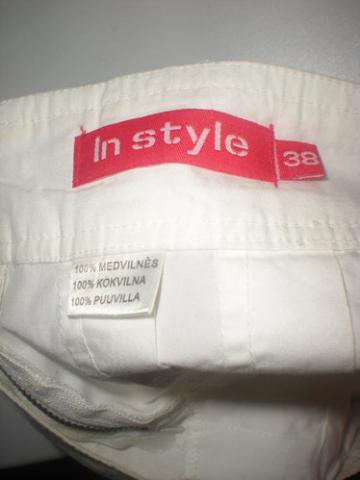 In style
38
100% MEDVILNĖS
100% KOKVILNA
100% PUUVILLA